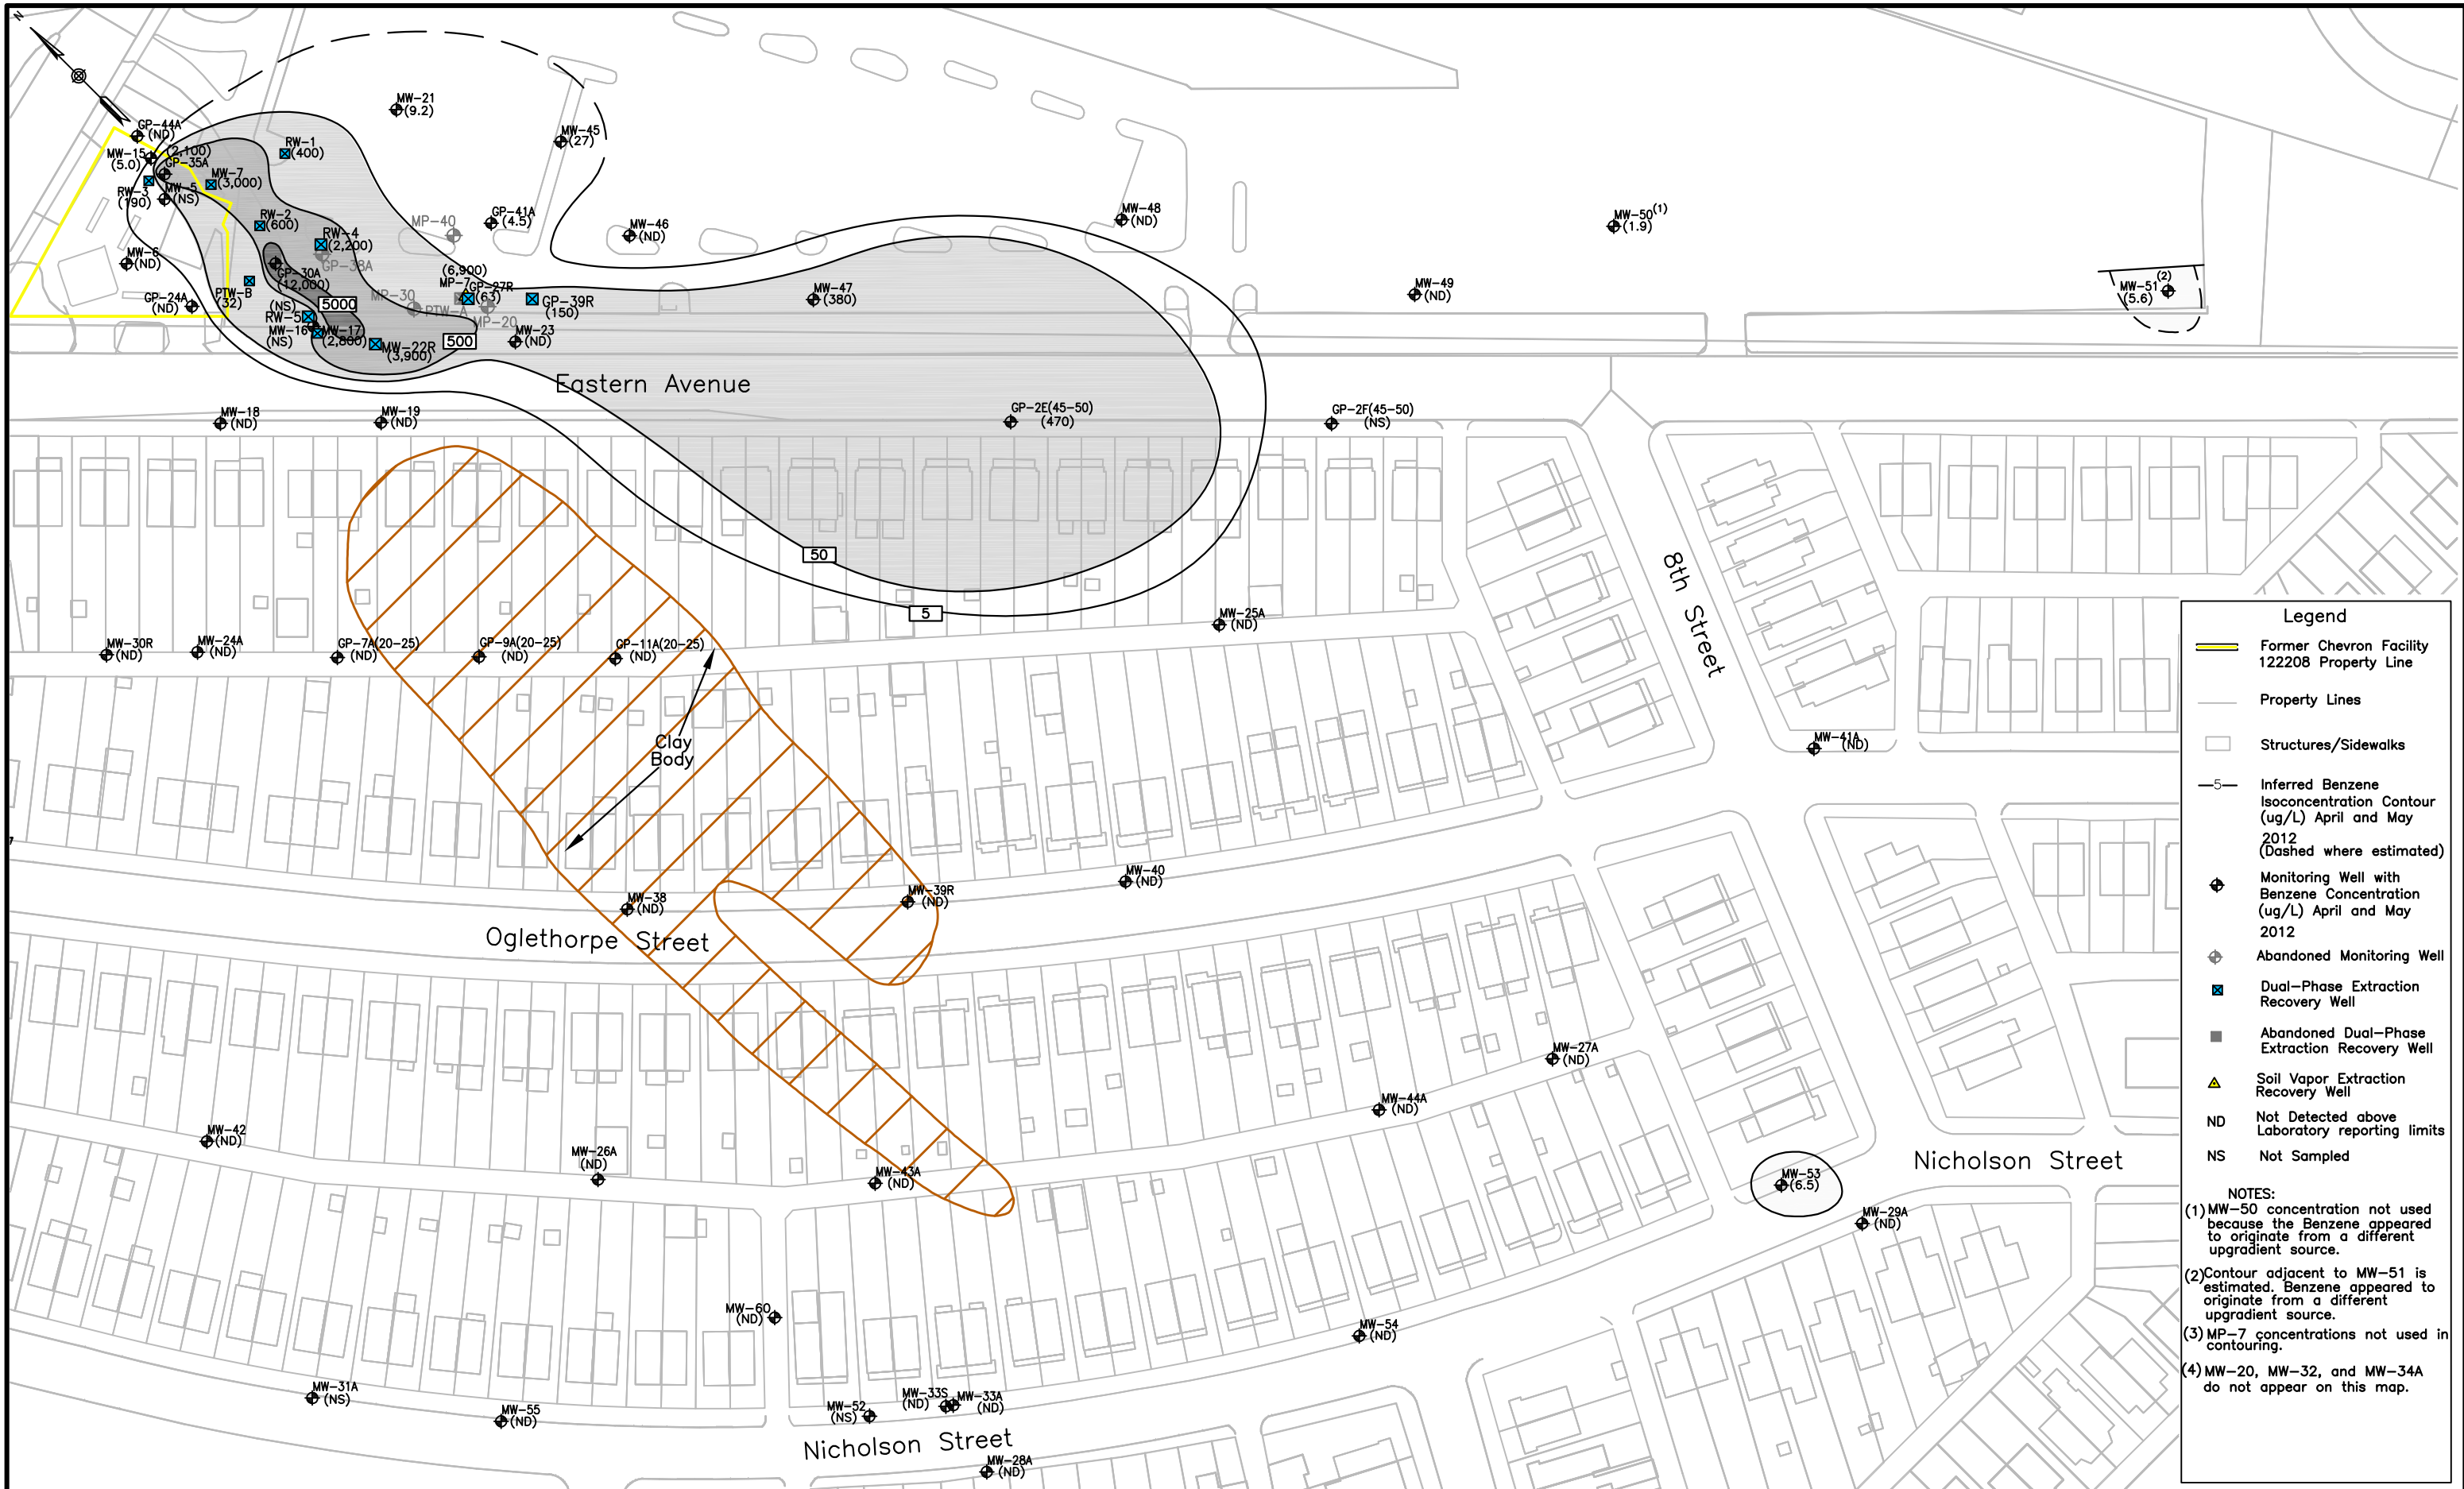 N
MW-21
(9.2)
GP-44A
(ND)
MW-15
(5.0)
(2,100)
GP-35A
RW-1
(400)
MW-45
(27)
RW-3
(190)
MW-5
(NS)
MW-7
(3,000)
RW-2
(600)
RW-4
(2,200)
GP-38A
MP-40
GP-41A
(4.5)
MW-46
(ND)
MW-48
(ND)
MW-50(1)
(1.9)
MW-6
(ND)
GP-30A
(12,000)
(6,900)
MP-7
GP-27R
(63)
GP-39R
(150)
MW-47
(380)
MW-49
(ND)
(2)
MW-51
(5.6)
GP-24A
(ND)
PTW-B
(32)
(NS)
RW-5
5000
MP-30
PTW-A
MP-20
MW-23
(ND)
MW-16
(NS)
MW-17
(2,800)
MW-22R
(3,900)
500
Eastern Avenue
MW-18
(ND)
MW-19
(ND)
GP-2E(45-50)
(470)
GP-2F(45-50)
(NS)
50
5
MW-25A
(ND)
8th Street
MW-30R
(ND)
MW-24A
(ND)
GP-7A(20-25)
(ND)
GP-9A(20-25)
(ND)
GP-11A(20-25)
(ND)
Clay
Body
MW-41A
(ND)
MW-38
(ND)
MW-39R
(ND)
MW-40
(ND)
Oglethorpe Street
MW-27A
(ND)
MW-44A
(ND)
MW-42
(ND)
MW-26A
(ND)
MW-43A
(ND)
MW-53
(6.5)
Nicholson Street
MW-29A
(ND)
MW-60
(ND)
MW-54
(ND)
MW-31A
(NS)
MW-55
(ND)
MW-52
(NS)
MW-33S
(ND)
MW-33A
(ND)
Nicholson Street
MW-28A
(ND)
Legend
Former Chevron Facility
122208 Property Line
Property Lines
Structures/Sidewalks
5
Inferred Benzene
Isoconcentration Contour
(ug/L) April and May
2012
(Dashed where estimated)
Monitoring Well with
Benzene Concentration
(ug/L) April and May
2012
Abandoned Monitoring Well
Dual-Phase Extraction
Recovery Well
Abandoned Dual-Phase
Extraction Recovery Well
Soil Vapor Extraction
Recovery Well
ND Not Detected above
Laboratory reporting limits
NS Not Sampled
NOTES:
(1) MW-50 concentration not used
because the Benzene appeared
to originate from a different
upgradient source.
(2) Contour adjacent to MW-51 is
estimated. Benzene appeared to
originate from a different
upgradient source.
(3) MP-7 concentrations not used in
contouring.
(4) MW-20, MW-32, and MW-34A
do not appear on this map.